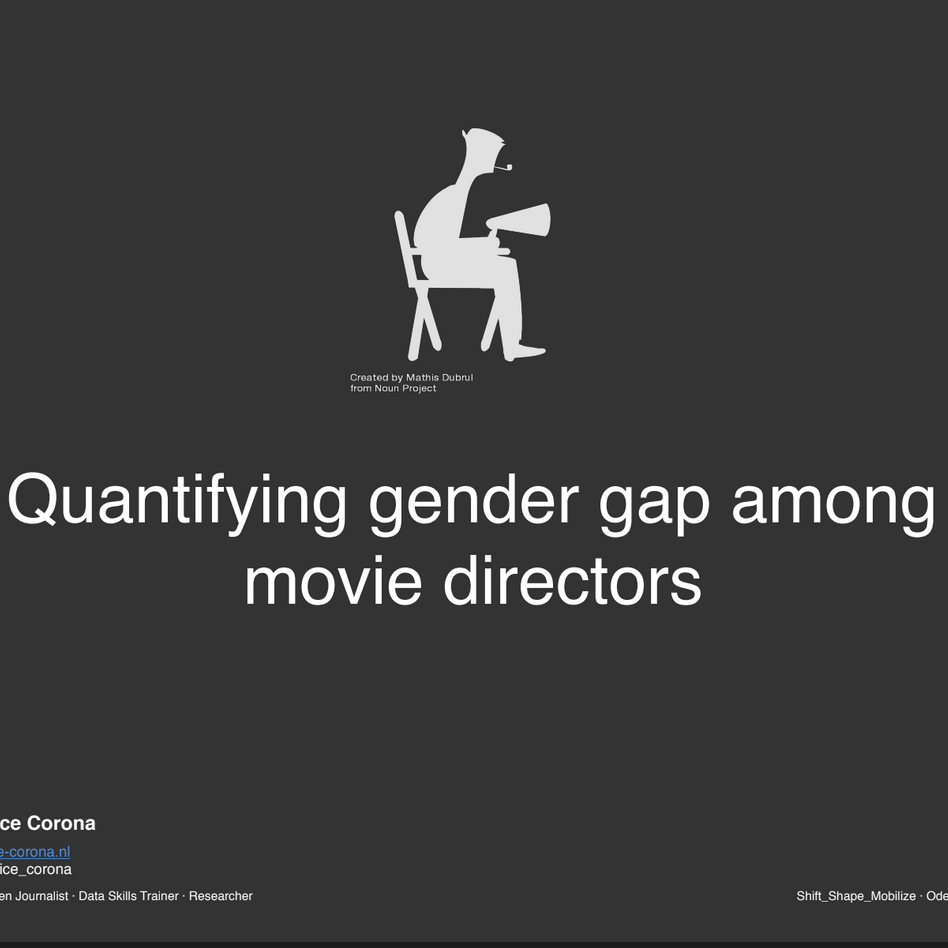 Created by Mathis Dubrul
from Noun Project
Quantifying gender gap among
movie directors
ce Corona
e-corona.nl
ice_corona
en Journalist · Data Skills Trainer · Researcher
Shift_Shape_Mobilize · Ode